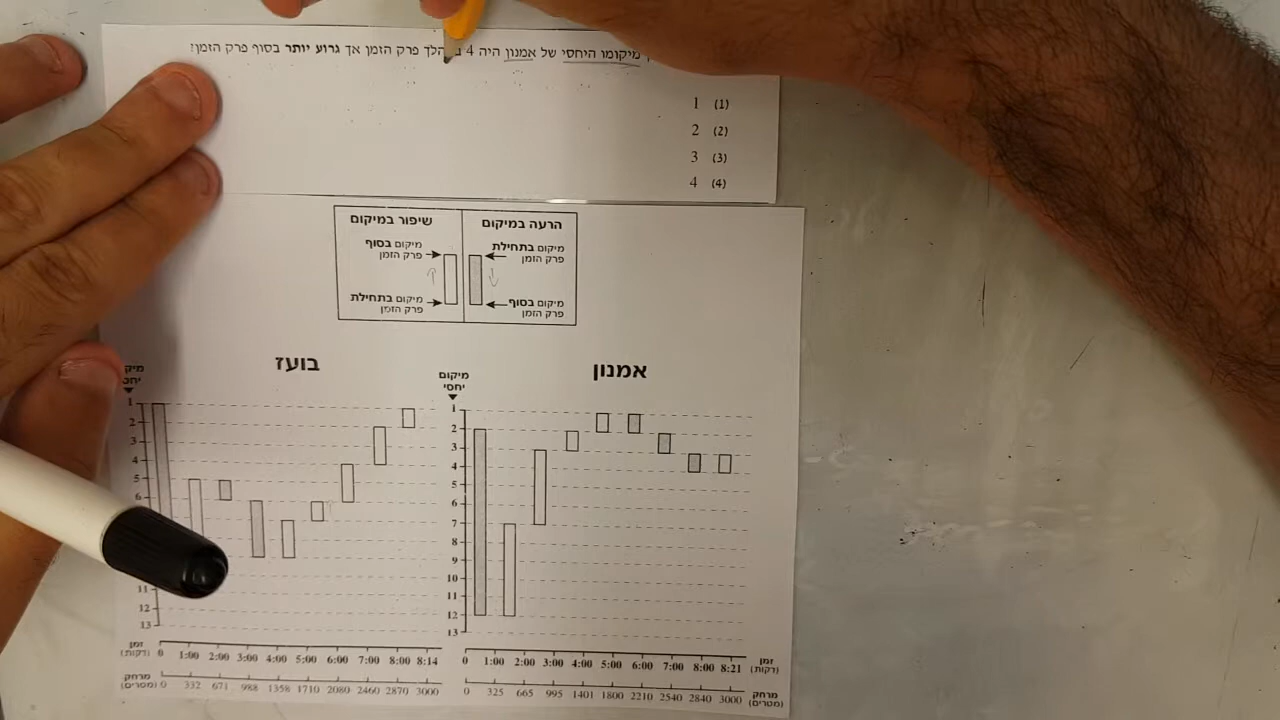 מיקומו היחסי של אמנון היה 4 במהלך פרק הזמן אך גרוע יותר בסוף פרק הזמן?
(1) 1
(2) 2
(3) 3
(4) 4
הרעה במיקום
מיקום בתחילת
פרק הזמן
מיקום בסוף
פרק הזמן
שיפור במיקום
מיקום בסוף
פרק הזמן
מיקום בתחילת
פרק הזמן
אמנון
מיקום
יחסי
1
2
3
4
5
6
7
8
9
10
11
12
13
0 1:00 2:00 3:00 4:00 5:00 6:00 7:00 8:00 8:21
זמן
(דקות)
0 325 665 995 1401 1800 2210 2540 2840 3000
מרחק
(מטרים)
בועז
1
2
3
4
5
6
11
12
13
זמן
(דקות)
0 1:00 2:00 3:00 4:00 5:00 6:00 7:00 8:00 8:14
מרחק
(מטרים)
0 332 671 988 1358 1710 2080 2460 2870 3000